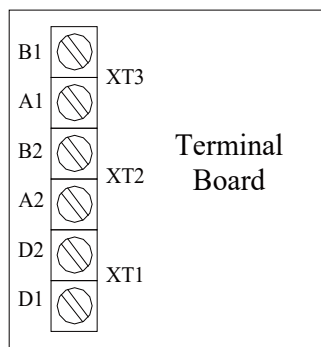 B1
XT3
A1
B2
XT2
A2
D2
XT1
D1
Terminal
Board